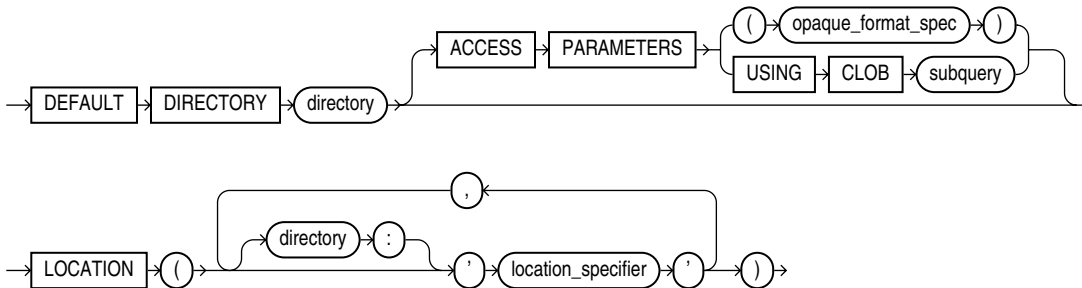 ACCESS PARAMETERS ( opaque_format_spec )
USING CLOB subquery
DEFAULT DIRECTORY directory
,
directory :
LOCATION ( ' location_specifier ' )